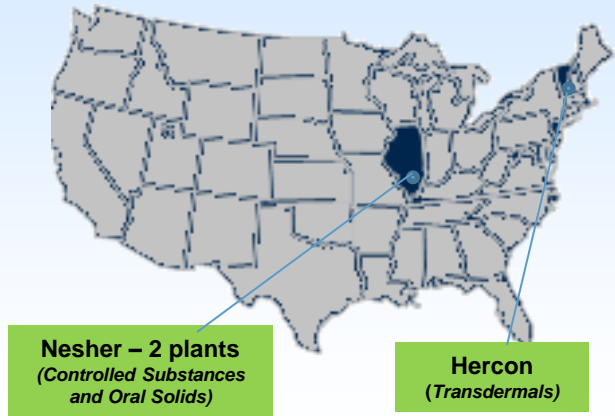 Nesher – 2 plants
(Controlled Substances
and Oral Solids)
Hercon
(Transdermals)